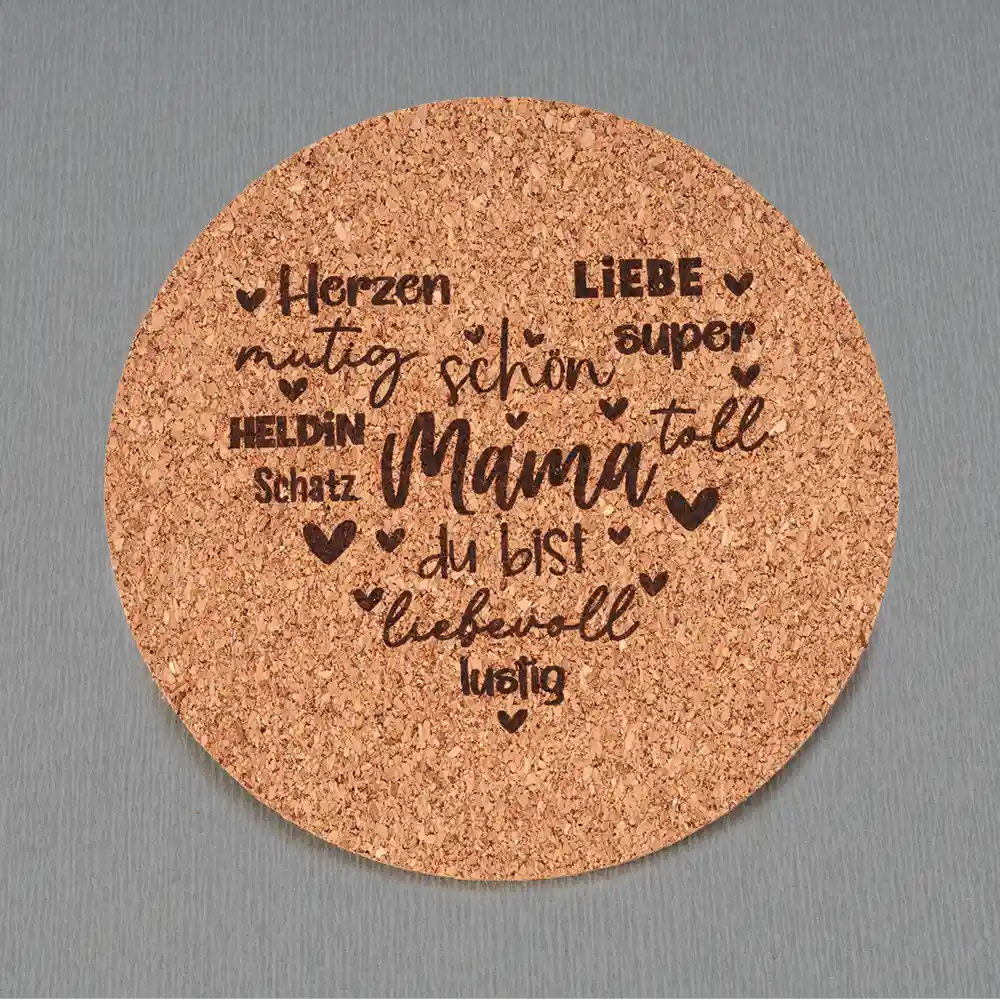 Herzen LiEBE
mutig schön super
HELDiN Mama toll
Schatz
du bist
liebevoll
lustig